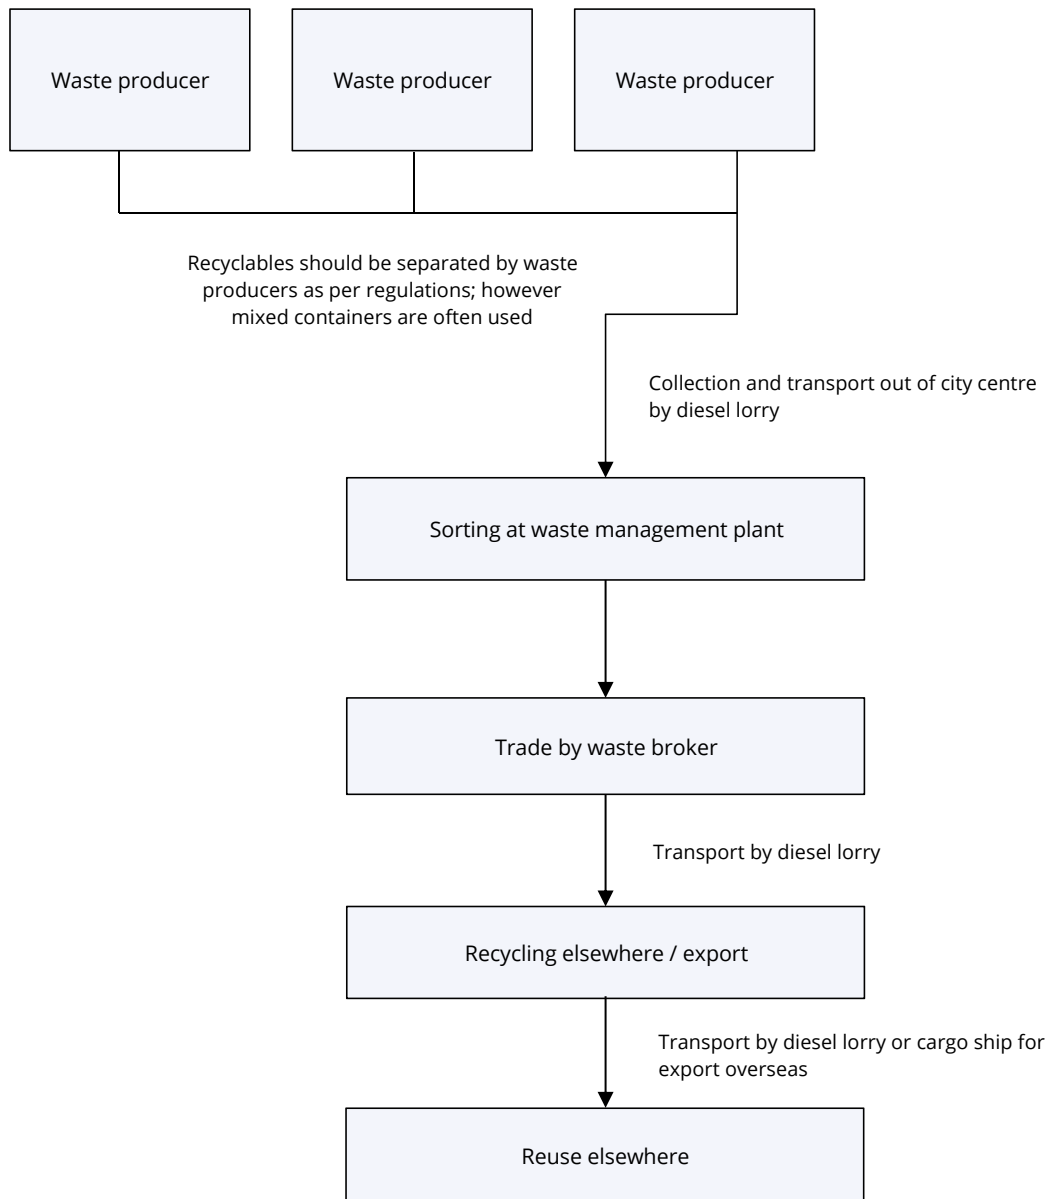 Waste producer
Waste producer
Waste producer
Recyclables should be separated by waste
producers as per regulations; however
mixed containers are often used
Collection and transport out of city centre
by diesel lorry
Sorting at waste management plant
Trade by waste broker
Transport by diesel lorry
Recycling elsewhere / export
Transport by diesel lorry or cargo ship for
export overseas
Reuse elsewhere